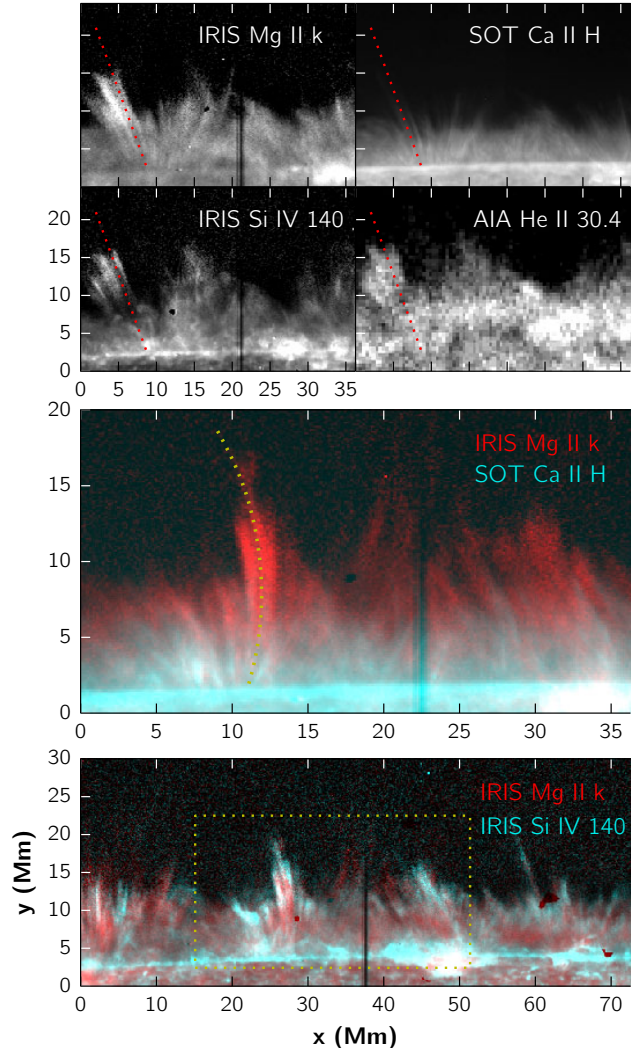 IRIS Mg II k
SOT Ca II H
IRIS Si IV 140
AIA He II 30.4
20
15
10
5
0
0 5 10 15 20 25 30 35
IRIS Mg II k
SOT Ca II H
20
15
10
5
0
0 5 10 15 20 25 30 35
IRIS Mg II k
IRIS Si IV 140
30
25
20
15
10
5
0
y (Mm)
0 10 20 30 40 50 60 70
x (Mm)